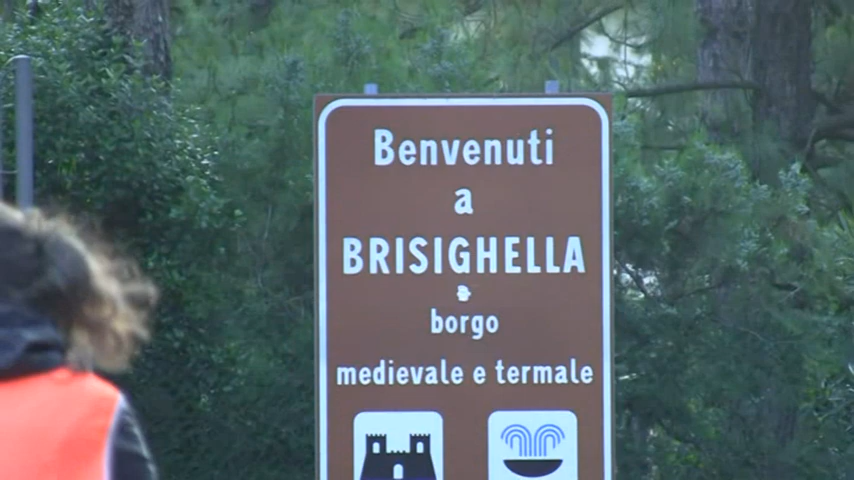 Benvenuti
a
BRISIGHELLA
borgo
medievale e termale